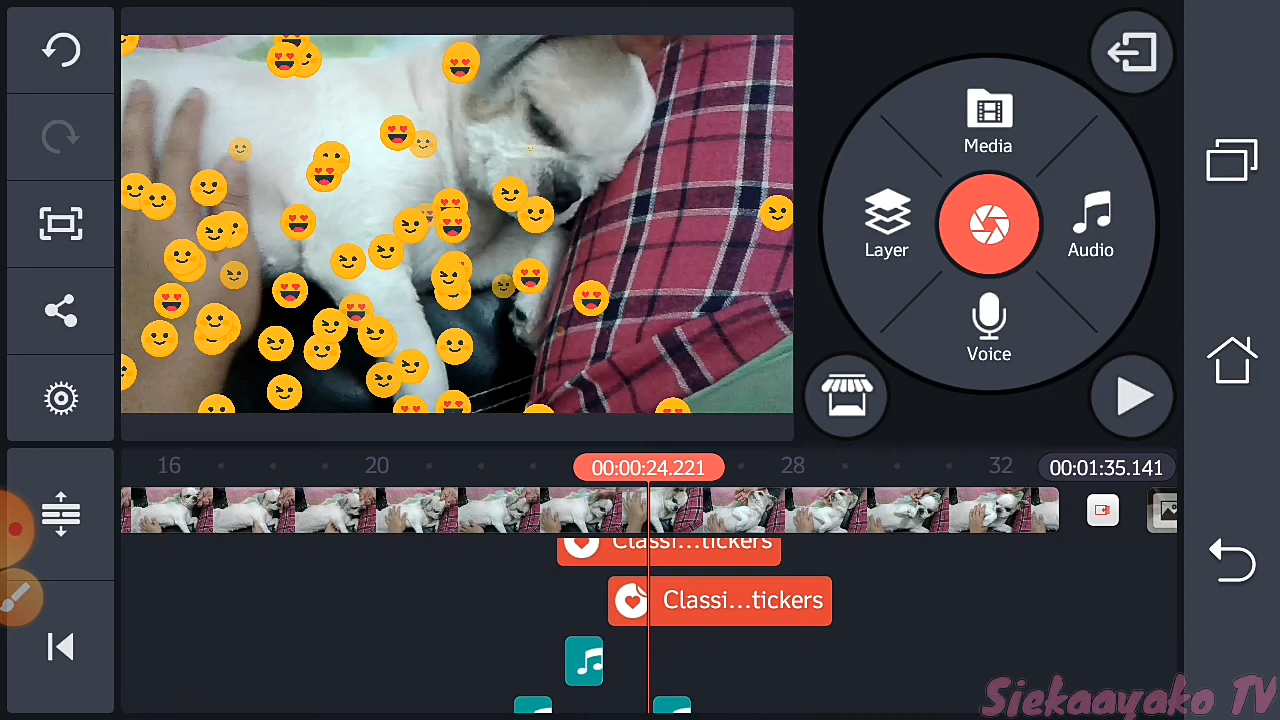 Media
Layer
Audio
Voice
16
20
00:00:24.221
28
32
00:01:35.141
Classi...tickers
Classi...tickers
Siekaayako TV